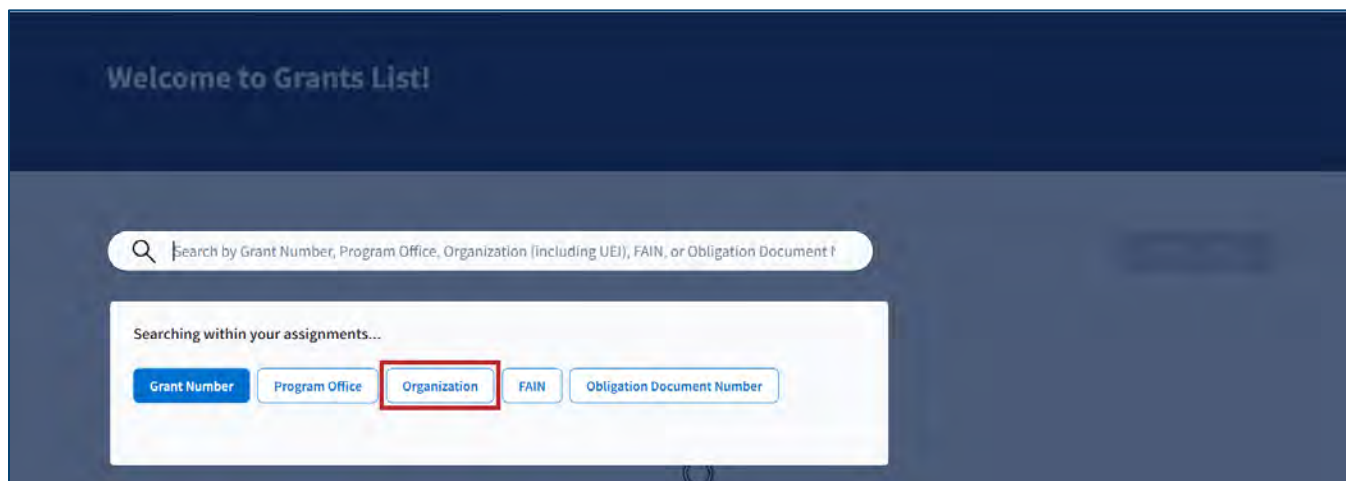 Welcome to Grants List!
Search by Grant Number, Program Office, Organization (including UEI), FAIN, or Obligation Document
Searching within your assignments...
Grant Number Program Office Organization FAIN Obligation Document Number